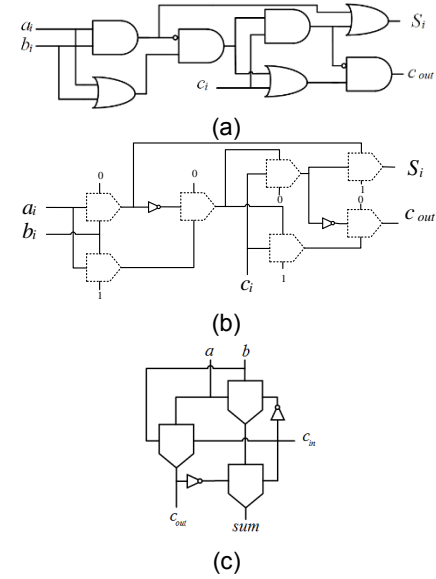 a_i
b_i
c_i
S_i
c_out
(a)
0
0
0
1
0
1
1
0
a_i
b_i
c_i
S_i
c_out
(b)
a
b
c_in
c_out
sum
(c)